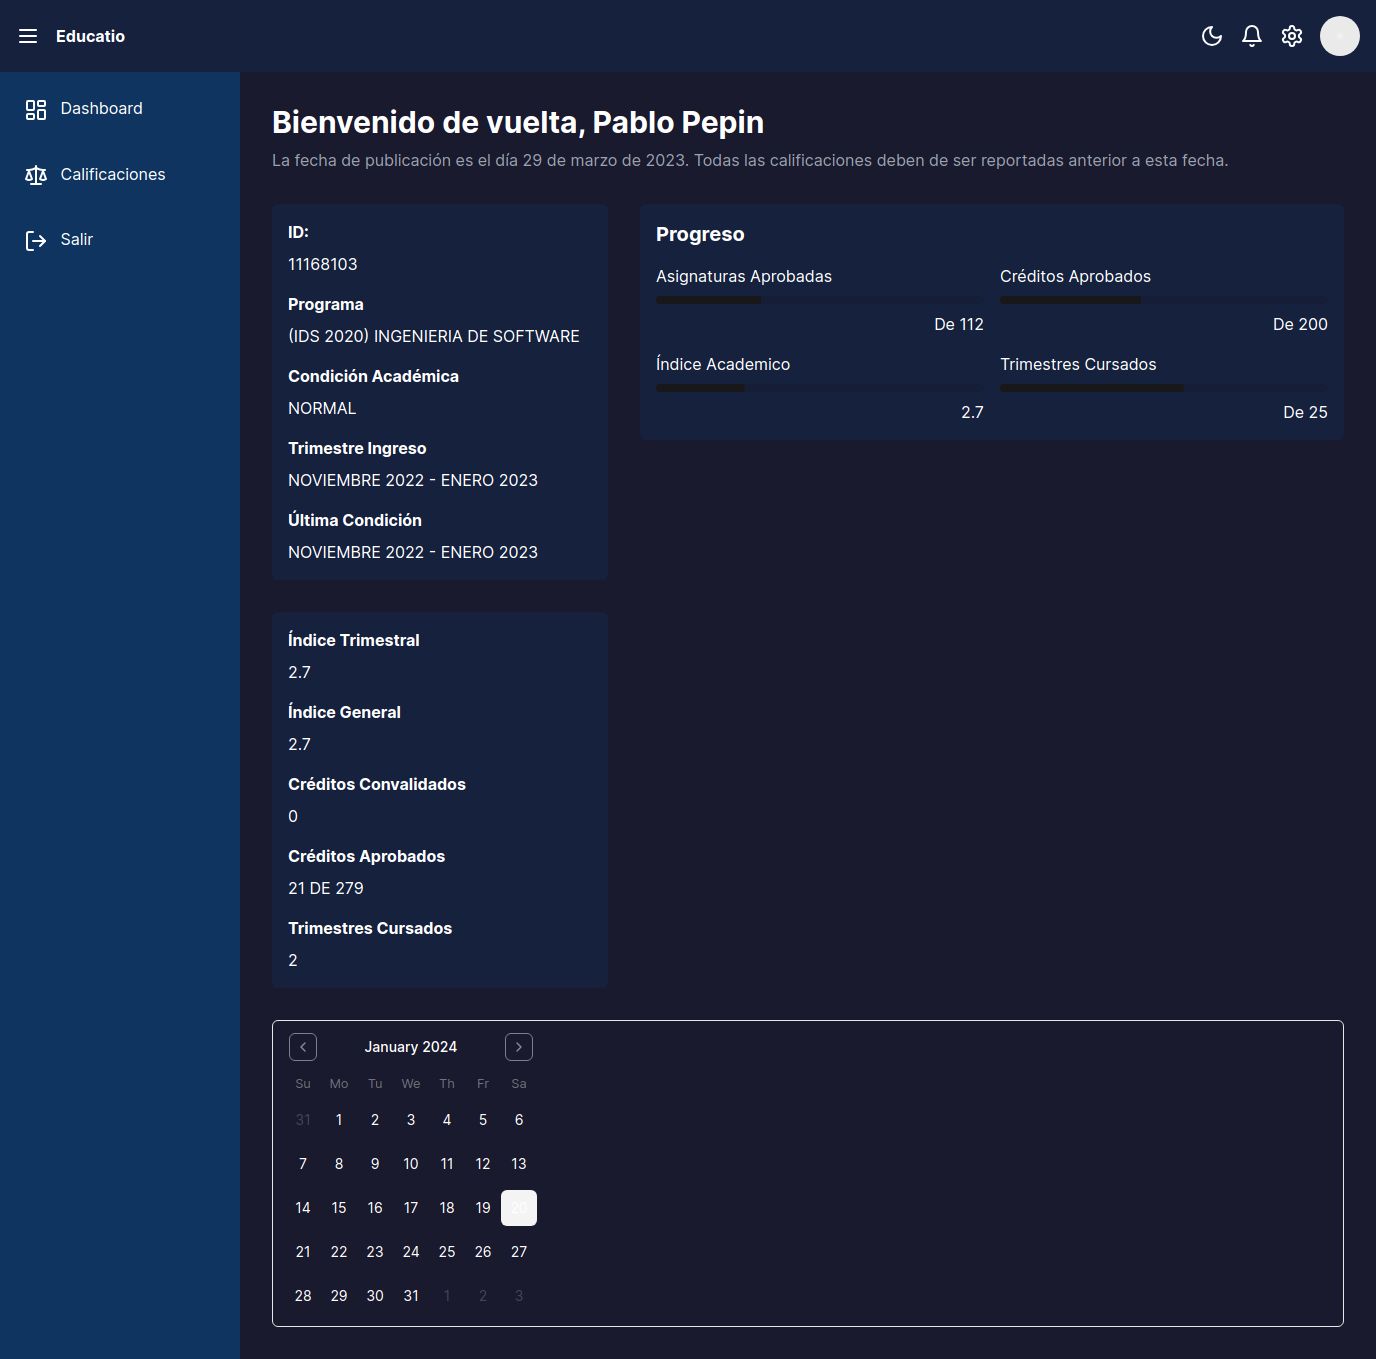 Educatio
Dashboard
Calificaciones
Salir
Bienvenido de vuelta, Pablo Pepin
La fecha de publicación es el día 29 de marzo de 2023. Todas las calificaciones deben de ser reportadas anterior a esta fecha.
ID:
11168103
Programa
(IDS 2020) INGENIERIA DE SOFTWARE
Condición Académica
NORMAL
Trimestre Ingreso
NOVIEMBRE 2022 - ENERO 2023
Última Condición
NOVIEMBRE 2022 - ENERO 2023
Progreso
Asignaturas Aprobadas
De 112
Créditos Aprobados
De 200
Índice Academico
2.7
Trimestres Cursados
De 25
Índice Trimestral
2.7
Índice General
2.7
Créditos Convalidados
0
Créditos Aprobados
21 DE 279
Trimestres Cursados
2
January 2024
Su Mo Tu We Th Fr Sa
31 1 2 3 4 5 6
7 8 9 10 11 12 13
14 15 16 17 18 19 20
21 22 23 24 25 26 27
28 29 30 31 1 2 3